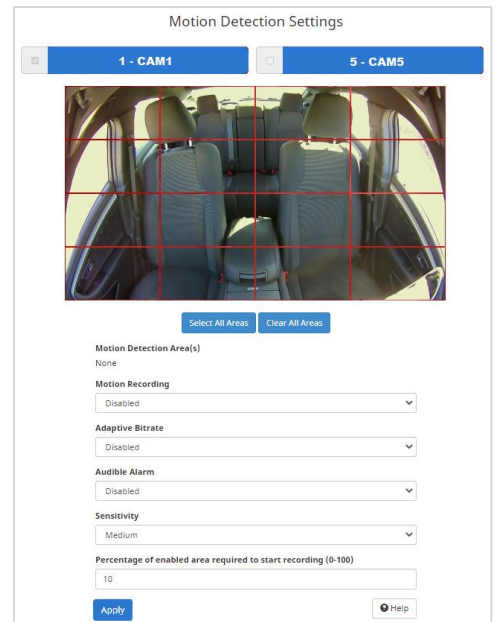 Motion Detection Settings
1 - CAM1
5 - CAM5
Select All Areas
Clear All Areas
Motion Detection Area(s)
None
Motion Recording
Disabled
Adaptive Bitrate
Disabled
Audible Alarm
Disabled
Sensitivity
Medium
Percentage of enabled area required to start recording (0-100)
10
Apply
Help